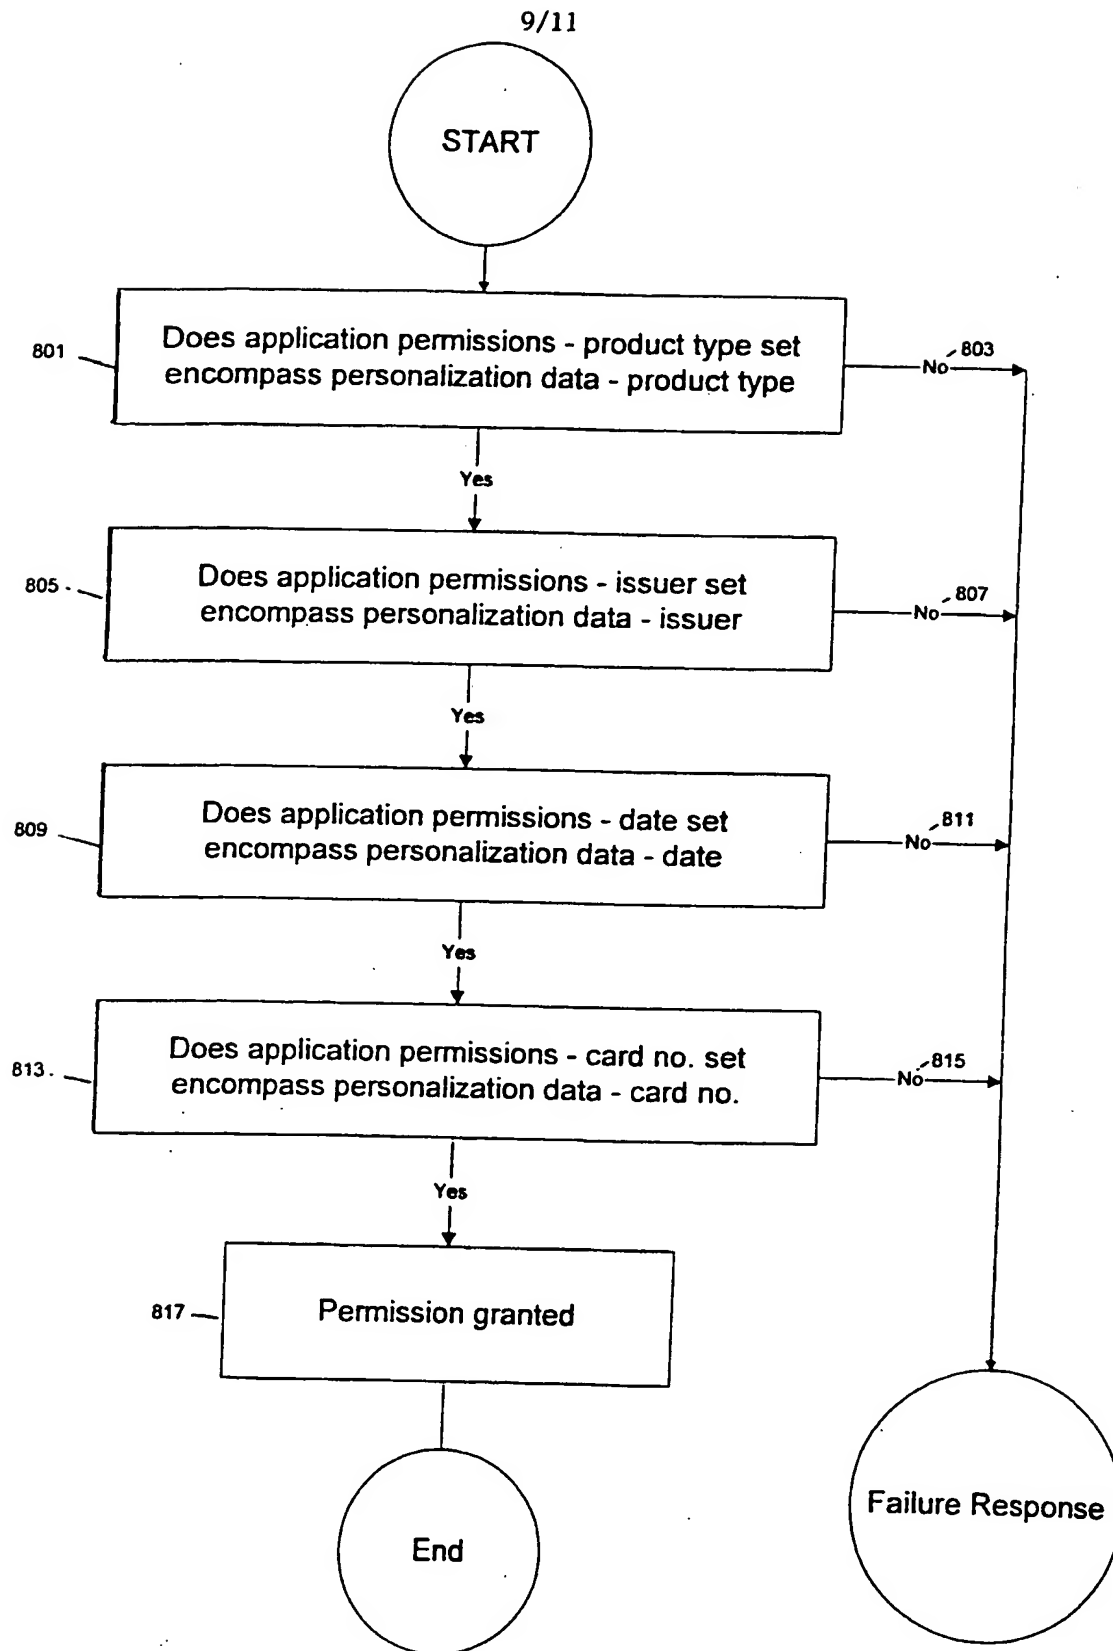 9/11
START
801
Does application permissions - product type set
encompass personalization data - product type
No
803
Yes
805
Does application permissions - issuer set
encompass personalization data - issuer
No
807
Yes
809
Does application permissions - date set
encompass personalization data - date
No
811
Yes
813
Does application permissions - card no. set
encompass personalization data - card no.
No
815
Yes
817
Permission granted
End
Failure Response